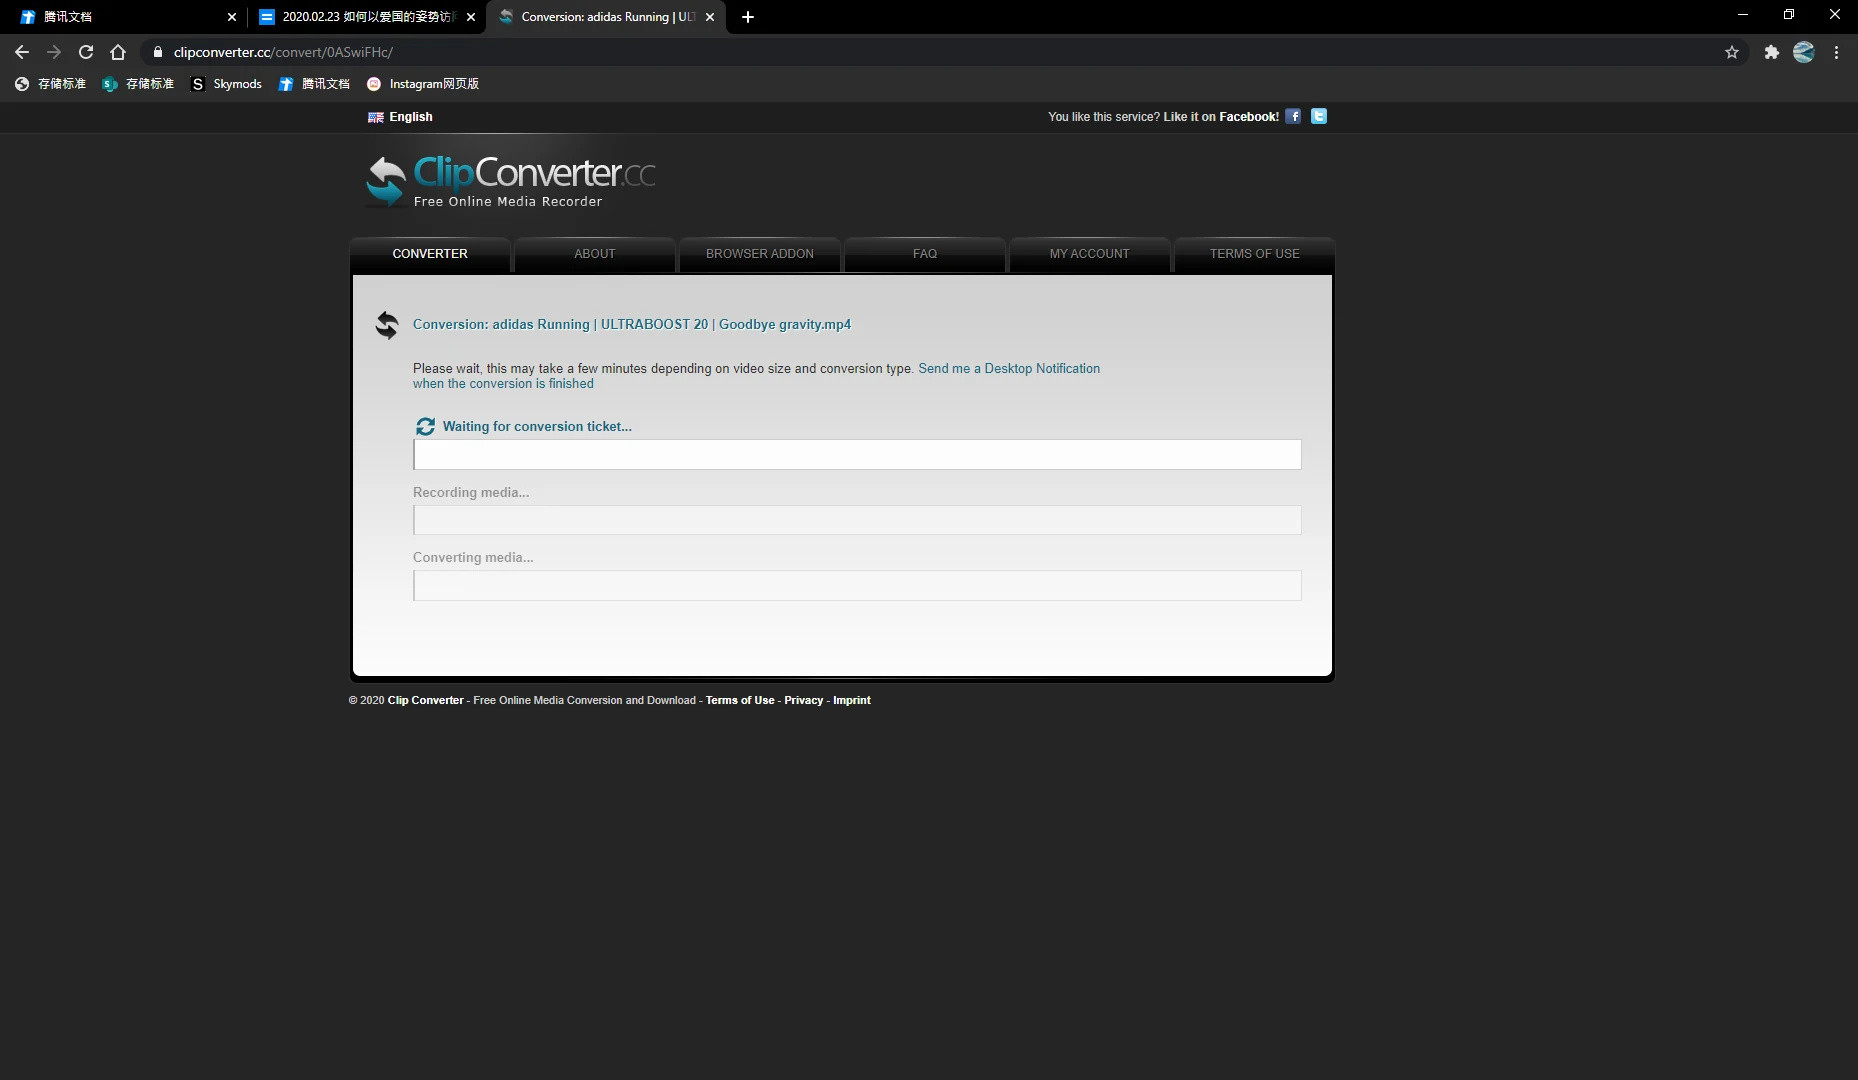 腾讯文档
2020.02.23 如何以爱国的姿势访
Conversion: adidas Running | UL
clipconverter.cc/convert/0ASwiFHc/
存储标准
存储标准
Skymods
腾讯文档
Instagram网页版
English
You like this service? Like it on Facebook!
ClipConverter.cc
Free Online Media Recorder
CONVERTER
ABOUT
BROWSER ADDON
FAQ
MY ACCOUNT
TERMS OF USE
Conversion: adidas Running | ULTRABOOST 20 | Goodbye gravity.mp4
Please wait, this may take a few minutes depending on video size and conversion type. Send me a Desktop Notification
when the conversion is finished
Waiting for conversion ticket...
Recording media...
Converting media...
© 2020 Clip Converter - Free Online Media Conversion and Download - Terms of Use - Privacy - Imprint